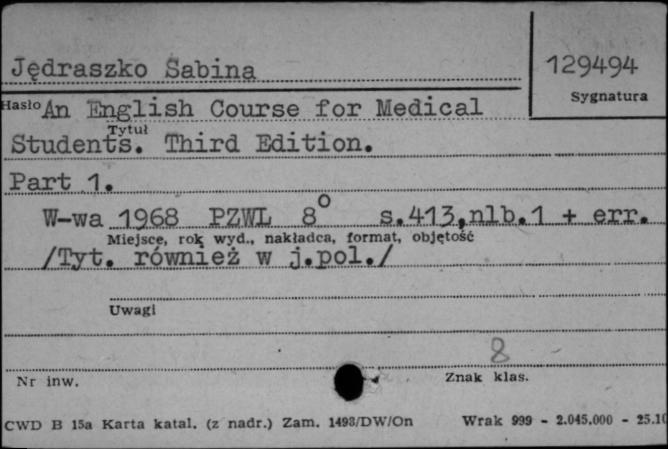 Jędraszko Sabina
129494
Sygnatura
Hasło An English Course for Medical
Tytuł
Students. Third Edition.
Part 1.
W-wa 1968 PZWL 8° s.413,nlb.1 + err.
Miejsce, rok wyd., nakładca, format, objętość
/Tyt. również w j.pol./
Uwagi
8
Nr inw.
Znak klas.
CWD B 15a Karta katal. (z nadr.) Zam. 1493/DW/On Wrak 999 - 2.045.000 - 25.10